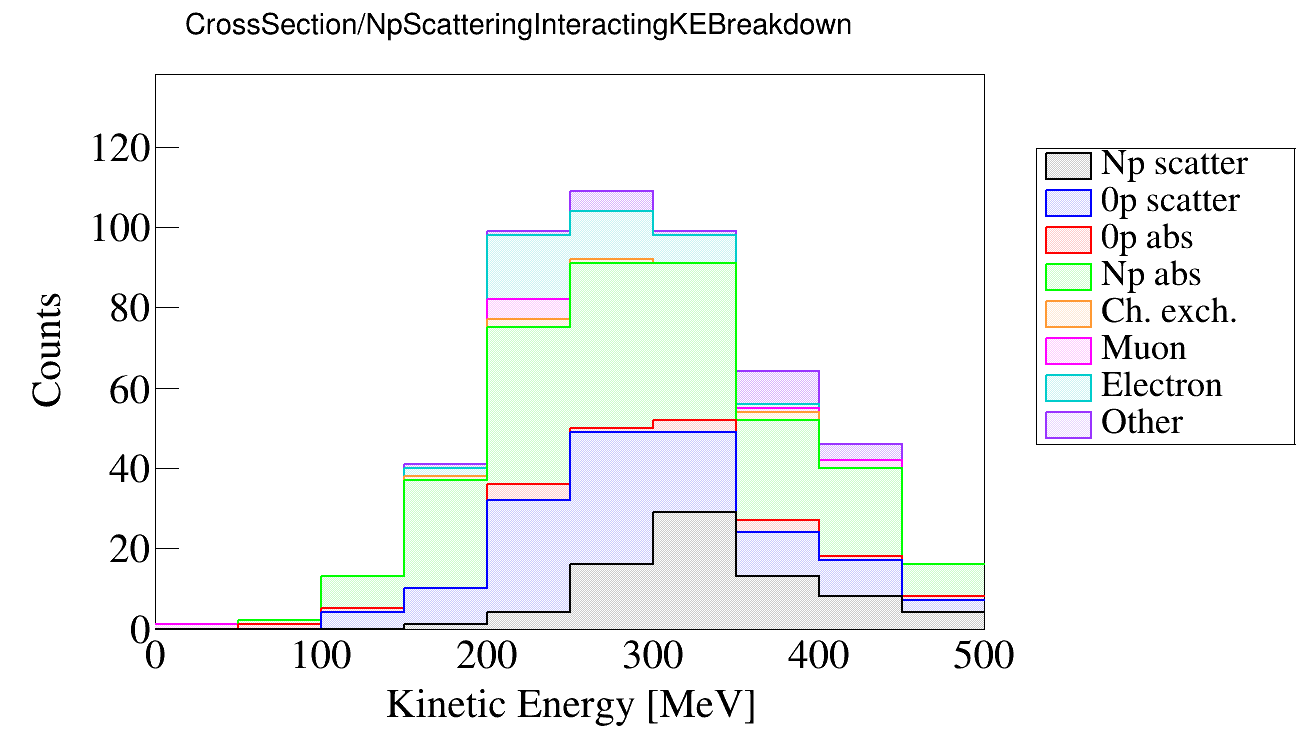 CrossSection/NpScatteringInteractingKEBreakdown
120
100
80
60
40
20
0
Counts
0 100 200 300 400 500
Kinetic Energy [MeV]
Np scatter
0p scatter
0p abs
Np abs
Ch. exch.
Muon
Electron
Other